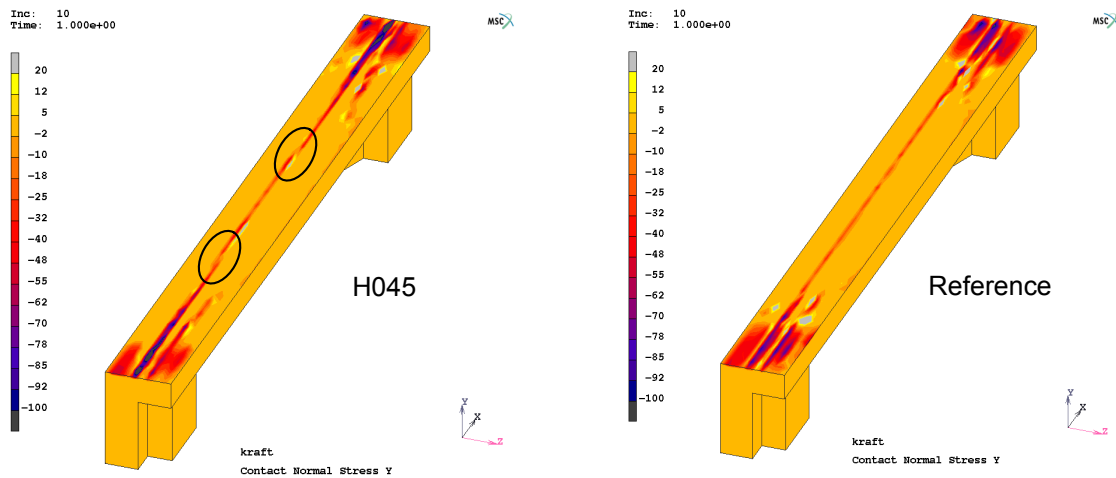 Inc: 10
Time: 1.000e+00
MSC
20
12
5
-2
-10
-18
-25
-32
-40
-48
-55
-62
-70
-78
-85
-92
-100
H045
Y
X
Z
kraft
Contact Normal Stress Y
Inc: 10
Time: 1.000e+00
MSC
20
12
5
-2
-10
-18
-25
-32
-40
-48
-55
-62
-70
-78
-85
-92
-100
Reference
Y
X
Z
kraft
Contact Normal Stress Y